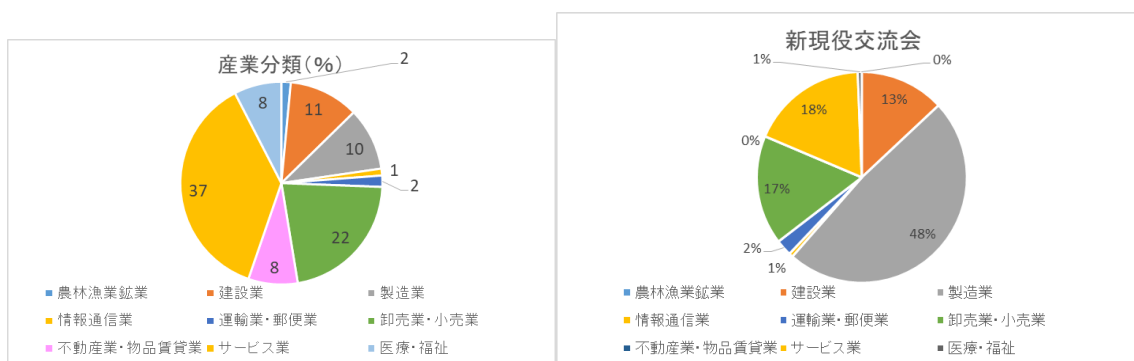 産業分類(%)
2
8
11
10
1
2
37
22
8
農林漁業鉱業
建設業
製造業
情報通信業
運輸業・郵便業
卸売業・小売業
不動産業・物品賃貸業
サービス業
医療・福祉
新現役交流会
1%
0%
18%
13%
0%
17%
48%
2%
1%
農林漁業鉱業
建設業
製造業
情報通信業
運輸業・郵便業
卸売業・小売業
不動産業・物品賃貸業
サービス業
医療・福祉